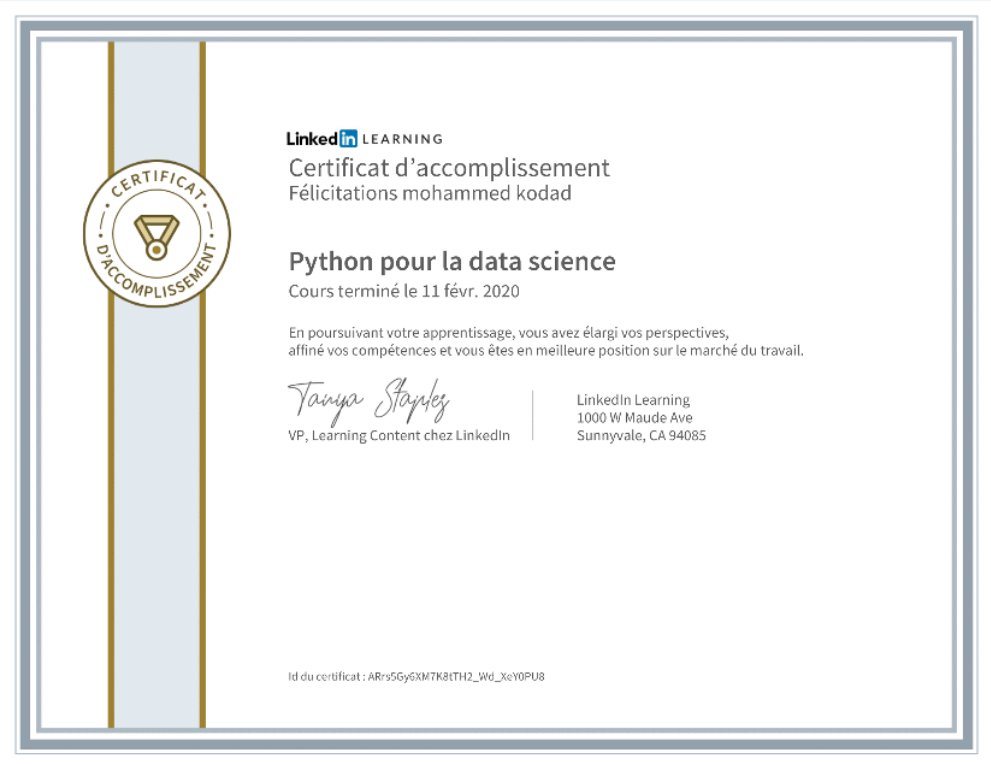 LinkedIn LEARNING
Certificat d’accomplissement
Félicitations mohammed kodad
CERTIFICAT
D'ACCOMPLISSEMENT
Python pour la data science
Cours terminé le 11 févr. 2020
En poursuivant votre apprentissage, vous avez élargi vos perspectives,
affiné vos compétences et vous êtes en meilleure position sur le marché du travail.
Tanya Staples
VP, Learning Content chez LinkedIn
LinkedIn Learning
1000 W Maude Ave
Sunnyvale, CA 94085
Id du certificat : ARrs5Gy6XM7K8tTH2_Wd_XeY0PU8